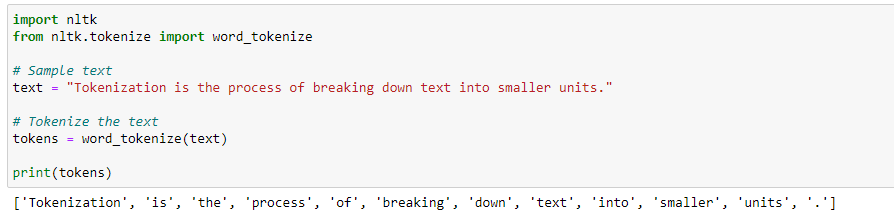 import nltk
from nltk.tokenize import word_tokenize
# Sample text
text = "Tokenization is the process of breaking down text into smaller units."
# Tokenize the text
tokens = word_tokenize(text)
print(tokens)
['Tokenization', 'is', 'the', 'process', 'of', 'breaking', 'down', 'text', 'into', 'smaller', 'units', '.']